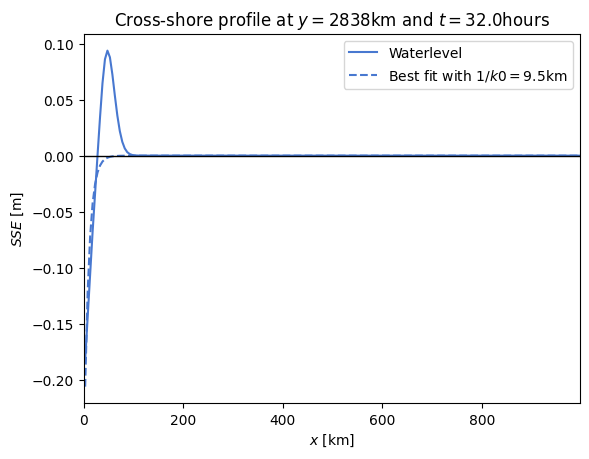 Cross-shore profile at y = 2838km and t = 32.0hours
Waterlevel
Best fit with 1/k0 = 9.5km
0.10
0.05
0.00
−0.05
−0.10
−0.15
−0.20
SSE [m]
0 200 400 600 800
x [km]